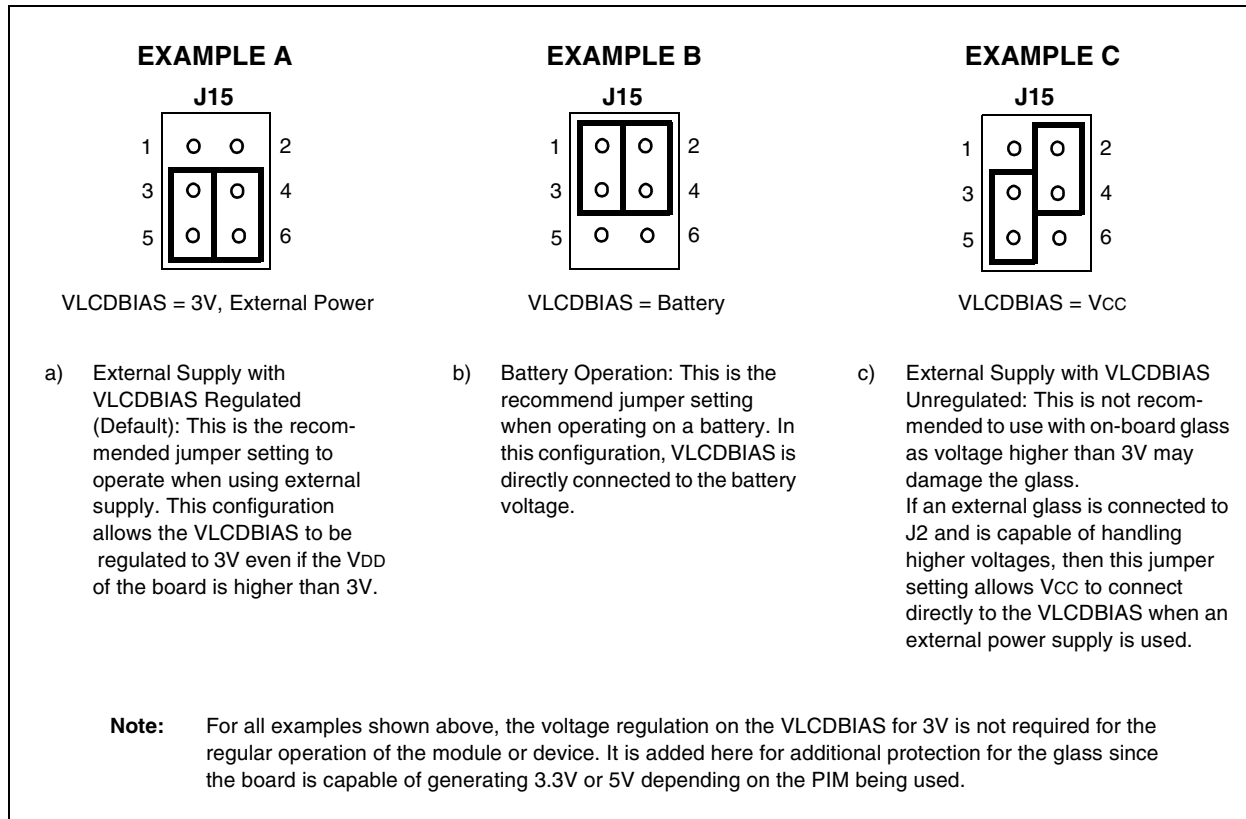 EXAMPLE A
J15
1 2
3 4
5 6
VLCDBIAS = 3V, External Power
a) External Supply with
VLCDBIAS Regulated
(Default): This is the recom-
mended jumper setting to
operate when using external
supply. This configuration
allows the VLCDBIAS to be
regulated to 3V even if the VDD
of the board is higher than 3V.
EXAMPLE B
J15
1 2
3 4
5 6
VLCDBIAS = Battery
b) Battery Operation: This is the
recommend jumper setting
when operating on a battery. In
this configuration, VLCDBIAS is
directly connected to the battery
voltage.
EXAMPLE C
J15
1 2
3 4
5 6
VLCDBIAS = VCC
c) External Supply with VLCDBIAS
Unregulated: This is not recom-
mended to use with on-board glass
as voltage higher than 3V may
damage the glass.
If an external glass is connected to
J2 and is capable of handling
higher voltages, then this jumper
setting allows VCC to connect
directly to the VLCDBIAS when an
external power supply is used.
Note: For all examples shown above, the voltage regulation on the VLCDBIAS for 3V is not required for the
regular operation of the module or device. It is added here for additional protection for the glass since
the board is capable of generating 3.3V or 5V depending on the PIM being used.